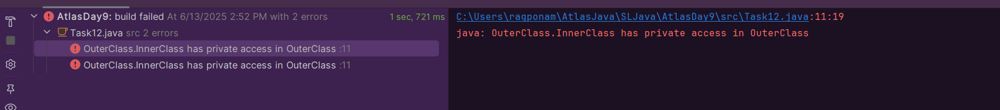 AtlasDay9: build failed At 6/13/2025 2:52 PM with 2 errors 1 sec, 721 ms
Task12.java src 2 errors
OuterClass.InnerClass has private access in OuterClass :11
OuterClass.InnerClass has private access in OuterClass :11
C:\Users\ragponam\AtlasJava\SLJava\AtlasDay9\src\Task12.java:11:19
java: OuterClass.InnerClass has private access in OuterClass